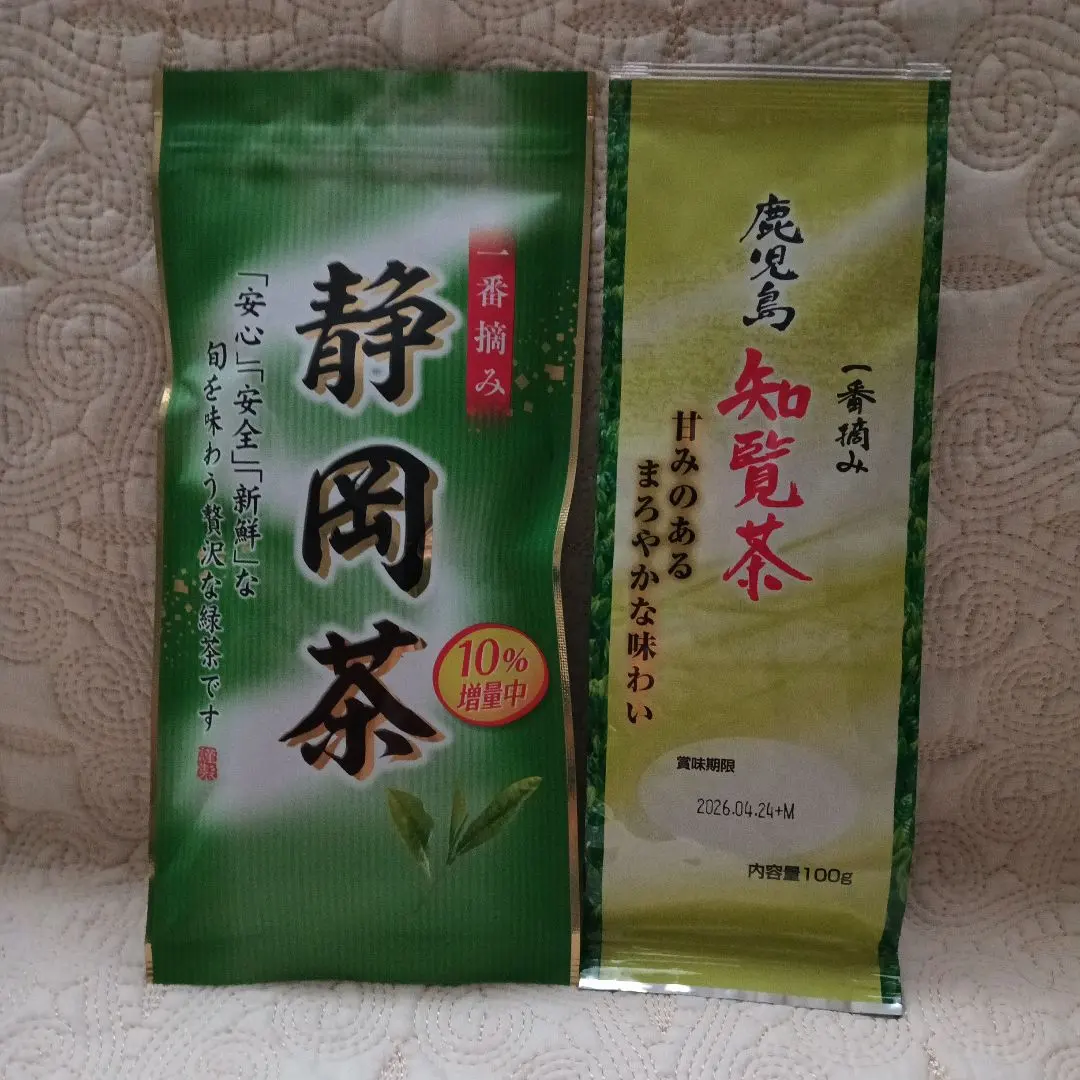 一番摘み
静岡茶
「安心」「安全」「新鮮」な
旬を味わう贅沢な緑茶です
10%
増量中
鹿児島
知覧茶
一番摘み
甘みのある
まろやかな味わい
賞味期限
2026.04.24+M
内容量100g